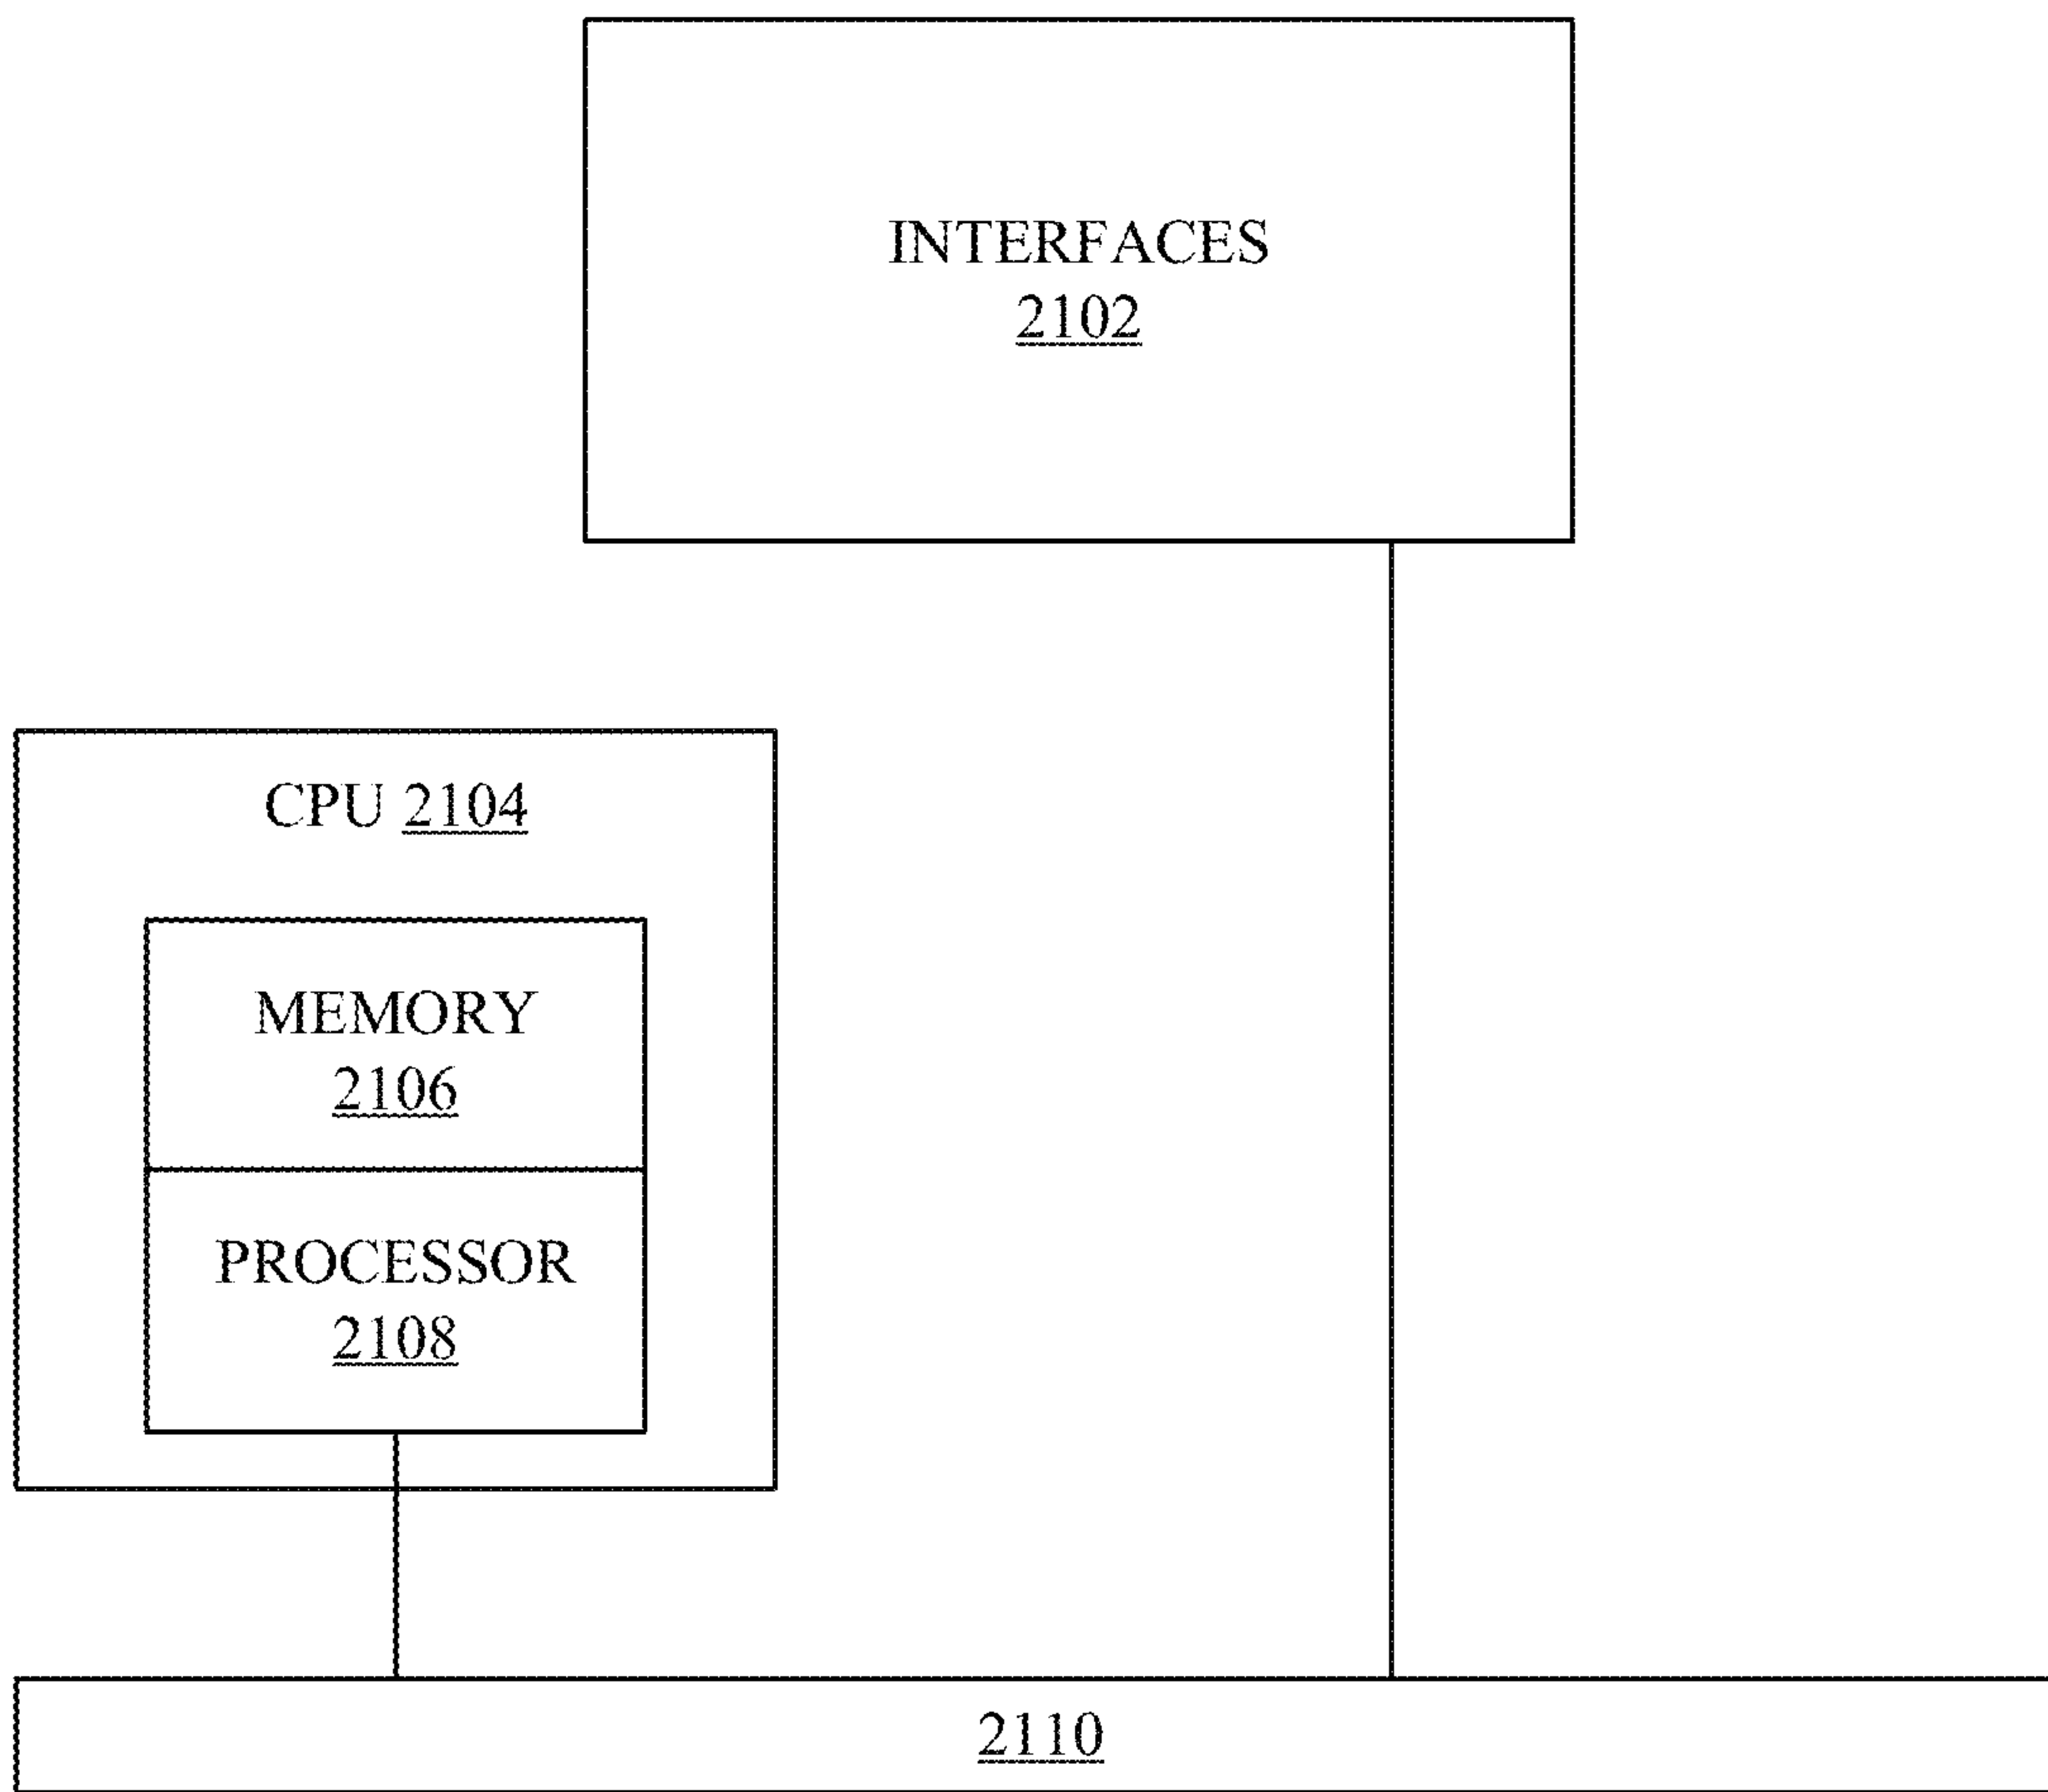 INTERFACES
2102
CPU 2104
MEMORY
2106
PROCESSOR
2108
2110